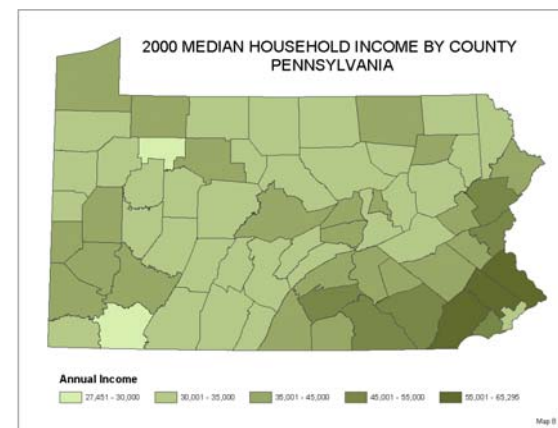 2000 MEDIAN HOUSEHOLD INCOME BY COUNTY
PENNSYLVANIA
Annual Income
27,451 - 30,000
30,001 - 35,000
35,001 - 45,000
45,001 - 55,000
55,001 - 65,295
Map B